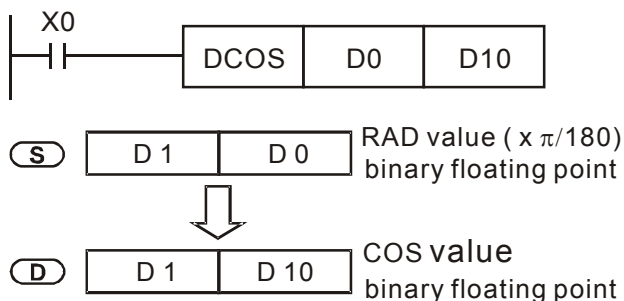 X0
DCOS D0 D10
S D 1 D 0 RAD value ( x π/180)
binary floating point
D D 1 D 10 COS value
binary floating point